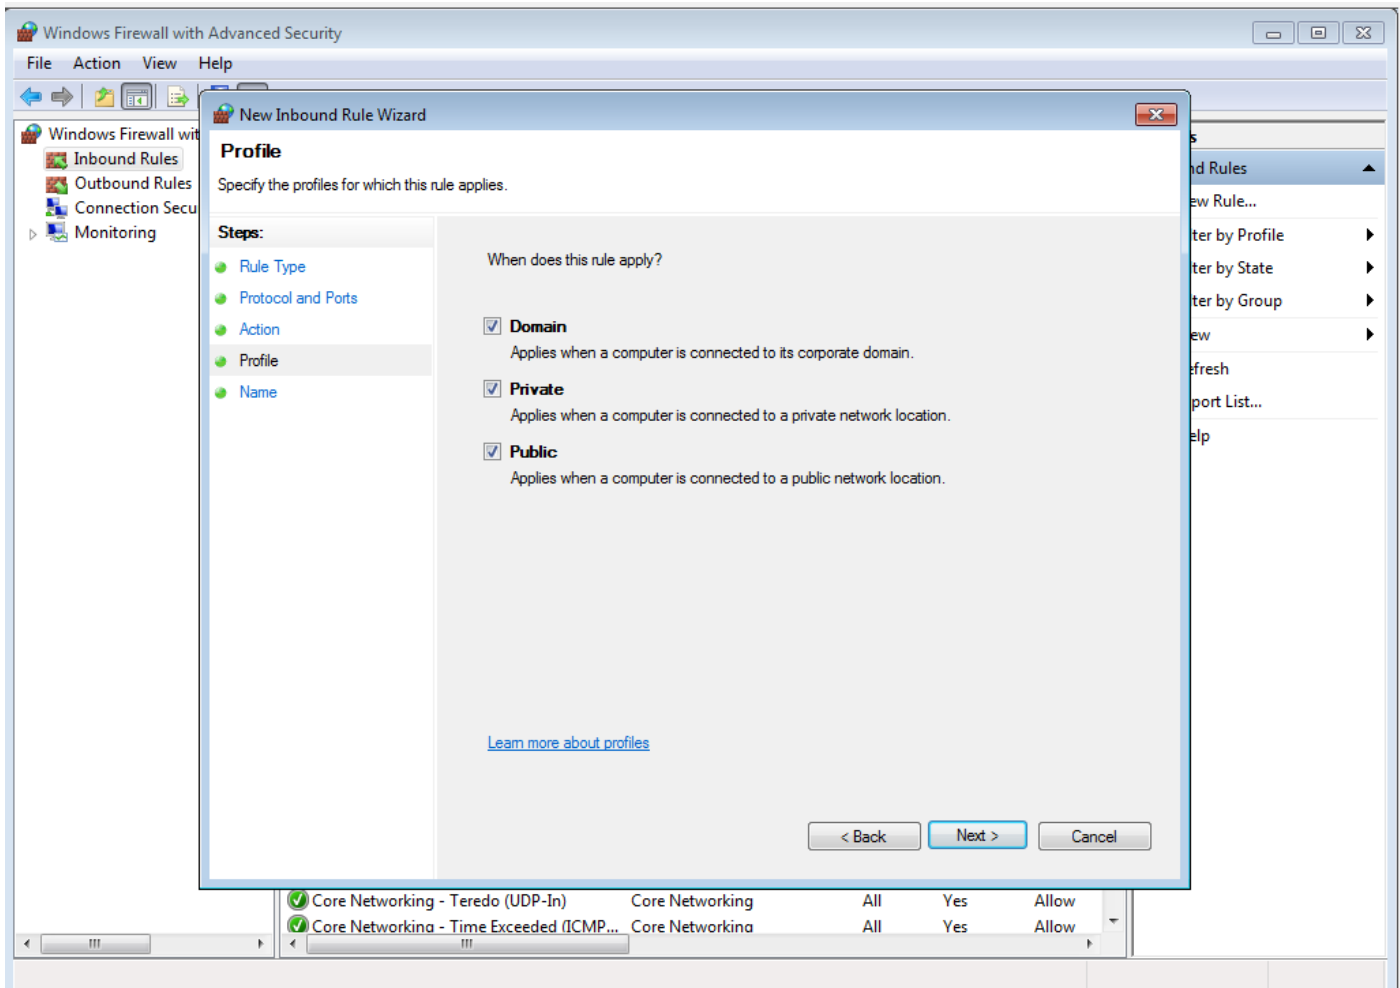 Windows Firewall with Advanced Security
File Action View Help
Windows Firewall wit
Inbound Rules
Outbound Rules
Connection Secu
Monitoring
New Inbound Rule Wizard
Profile
Specify the profiles for which this rule applies.
Steps:
Rule Type
Protocol and Ports
Action
Profile
Name
When does this rule apply?
Domain
Applies when a computer is connected to its corporate domain.
Private
Applies when a computer is connected to a private network location.
Public
Applies when a computer is connected to a public network location.
Learn more about profiles
< Back Next > Cancel
s
nd Rules
ew Rule...
ter by Profile
ter by State
ter by Group
ew
efresh
port List...
elp
Core Networking - Teredo (UDP-In) Core Networking All Yes Allow
Core Networking - Time Exceeded (ICMP... Core Networking All Yes Allow